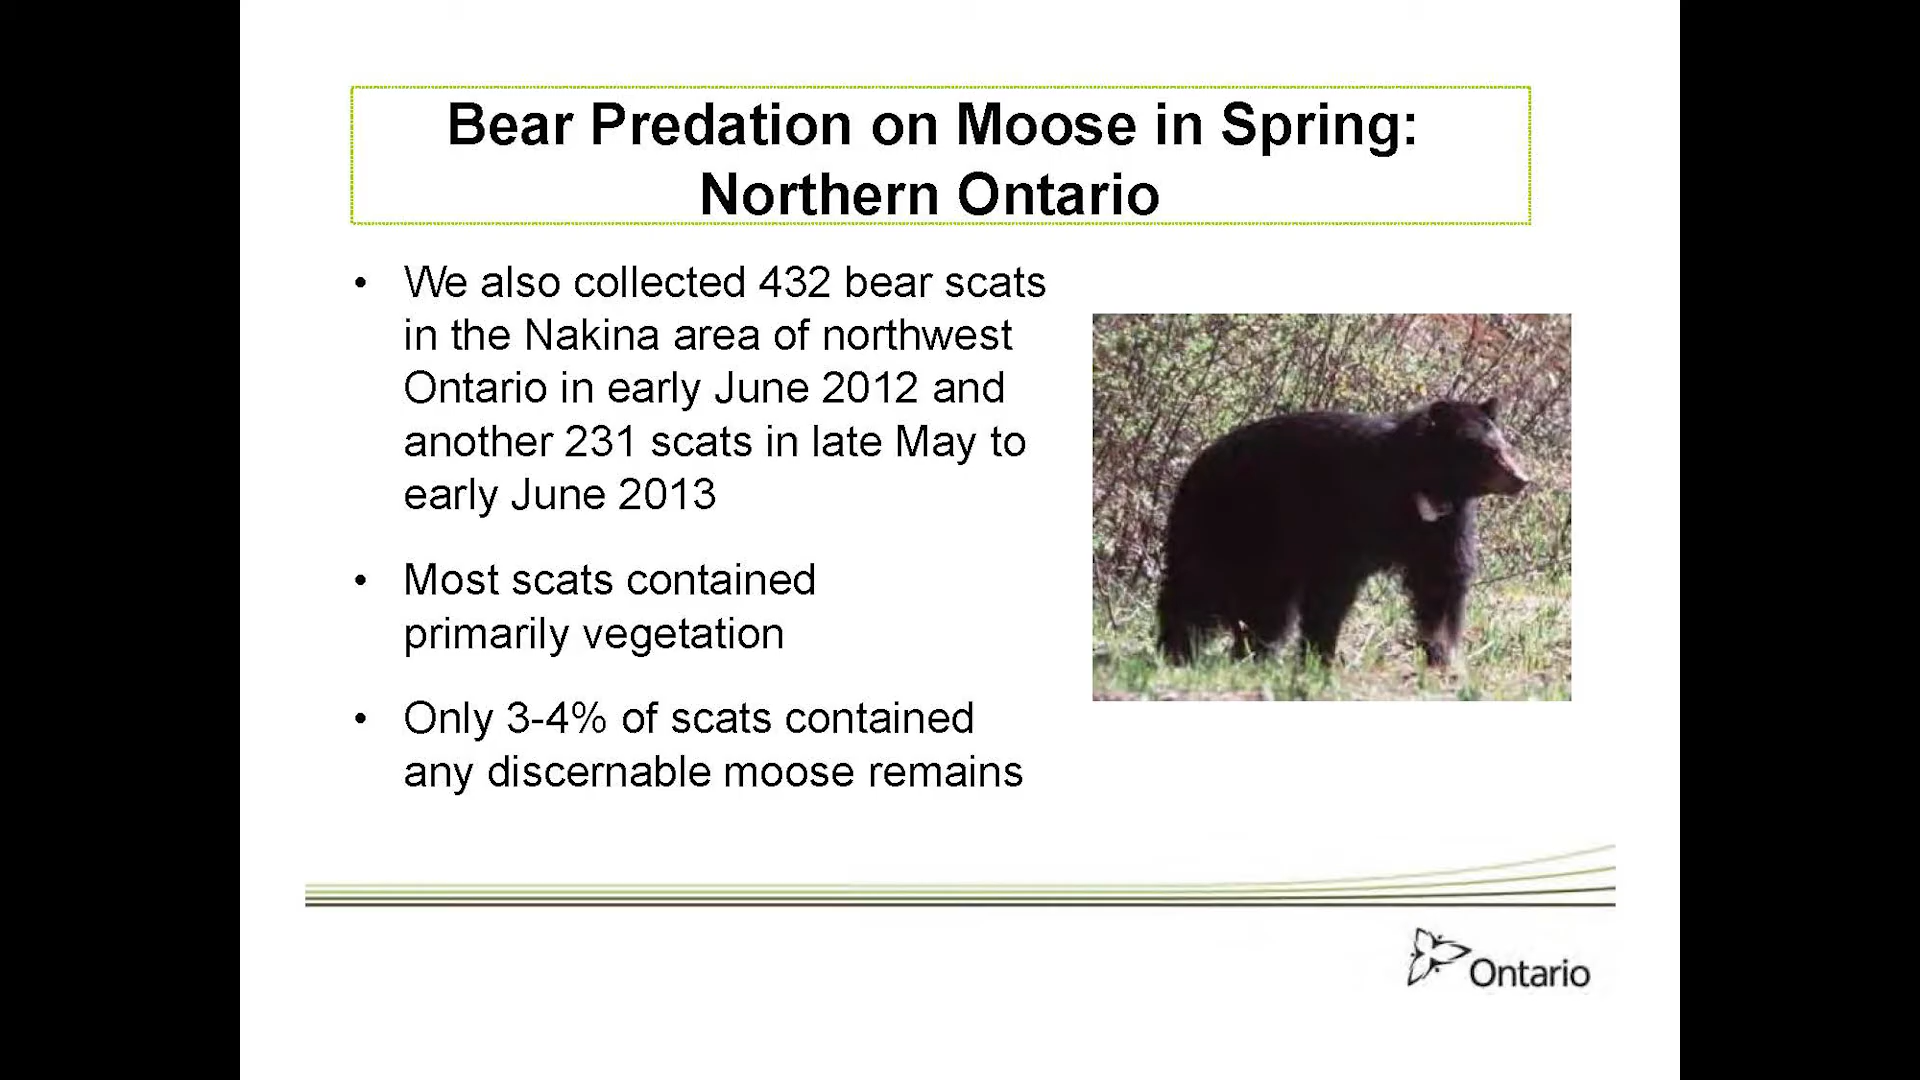 Bear Predation on Moose in Spring:
Northern Ontario
• We also collected 432 bear scats
in the Nakina area of northwest
Ontario in early June 2012 and
another 231 scats in late May to
early June 2013
• Most scats contained
primarily vegetation
• Only 3-4% of scats contained
any discernable moose remains
Ontario